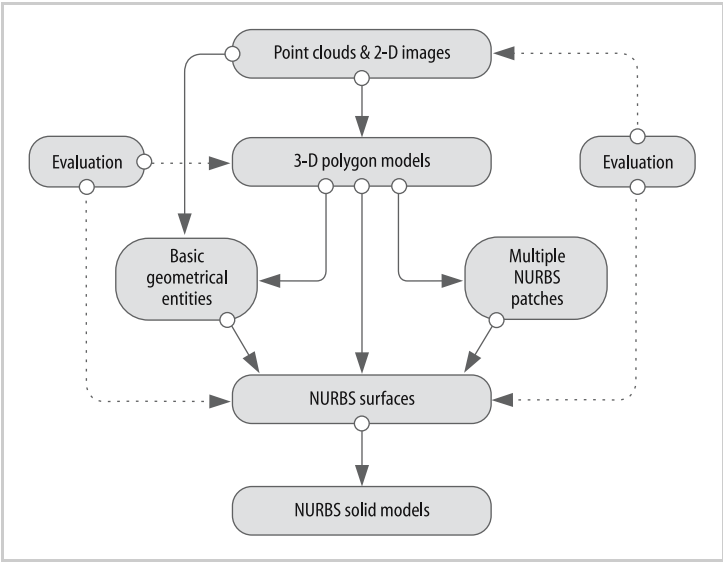 Point clouds & 2-D images
Evaluation
3-D polygon models
Evaluation
Basic
geometrical
entities
Multiple
NURBS
patches
NURBS surfaces
NURBS solid models